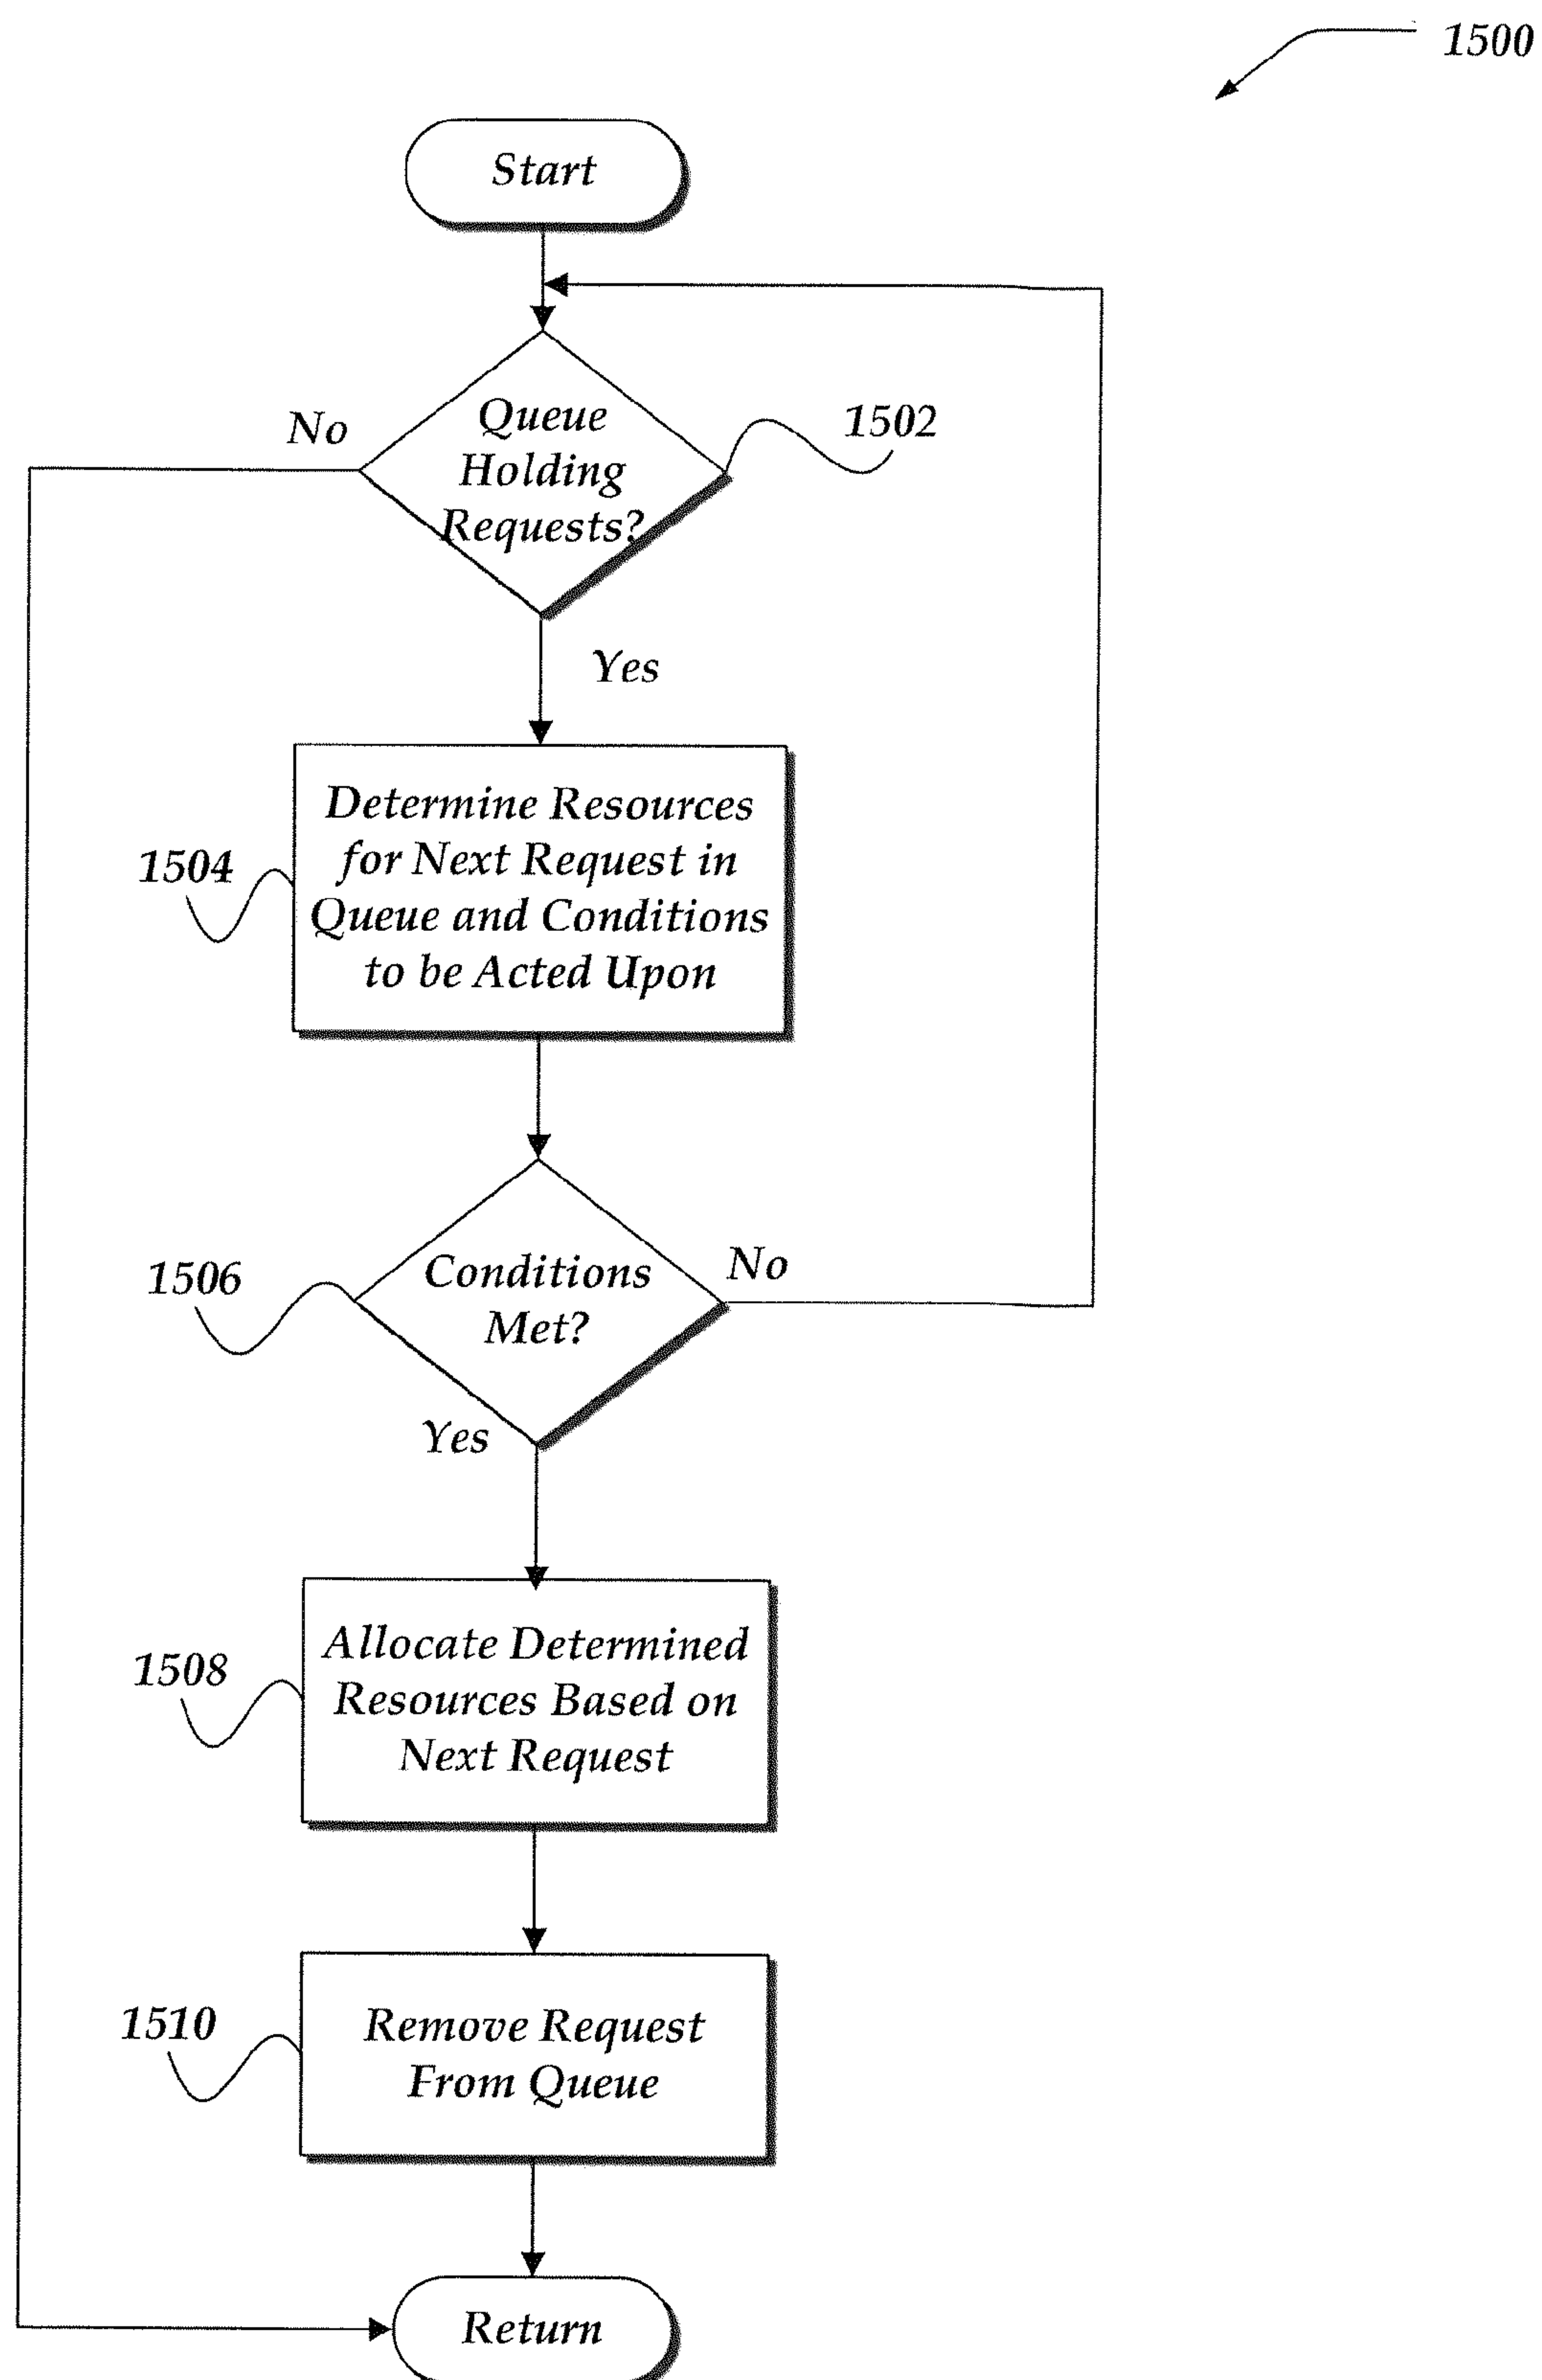 1500
Start
No
Queue
Holding
Requests?
1502
Yes
Determine Resources
for Next Request in
Queue and Conditions
to be Acted Upon
1504
Conditions
Met?
1506
No
Yes
Allocate Determined
Resources Based on
Next Request
1508
Remove Request
From Queue
1510
Return